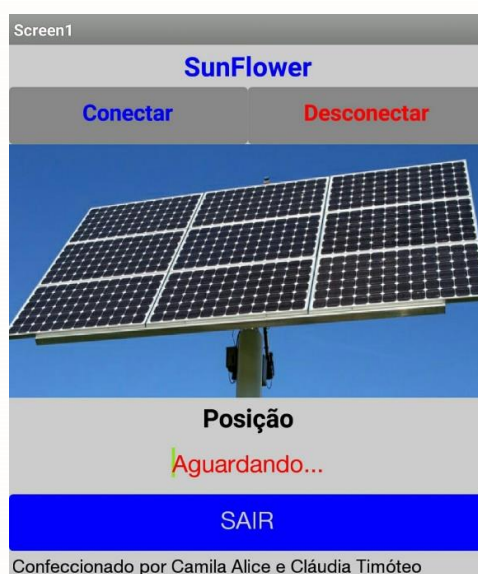 Screen1
SunFlower
Conectar Desconectar
Posição
Aguardando...
SAIR
Confeccionado por Camila Alice e Cláudia Timóteo